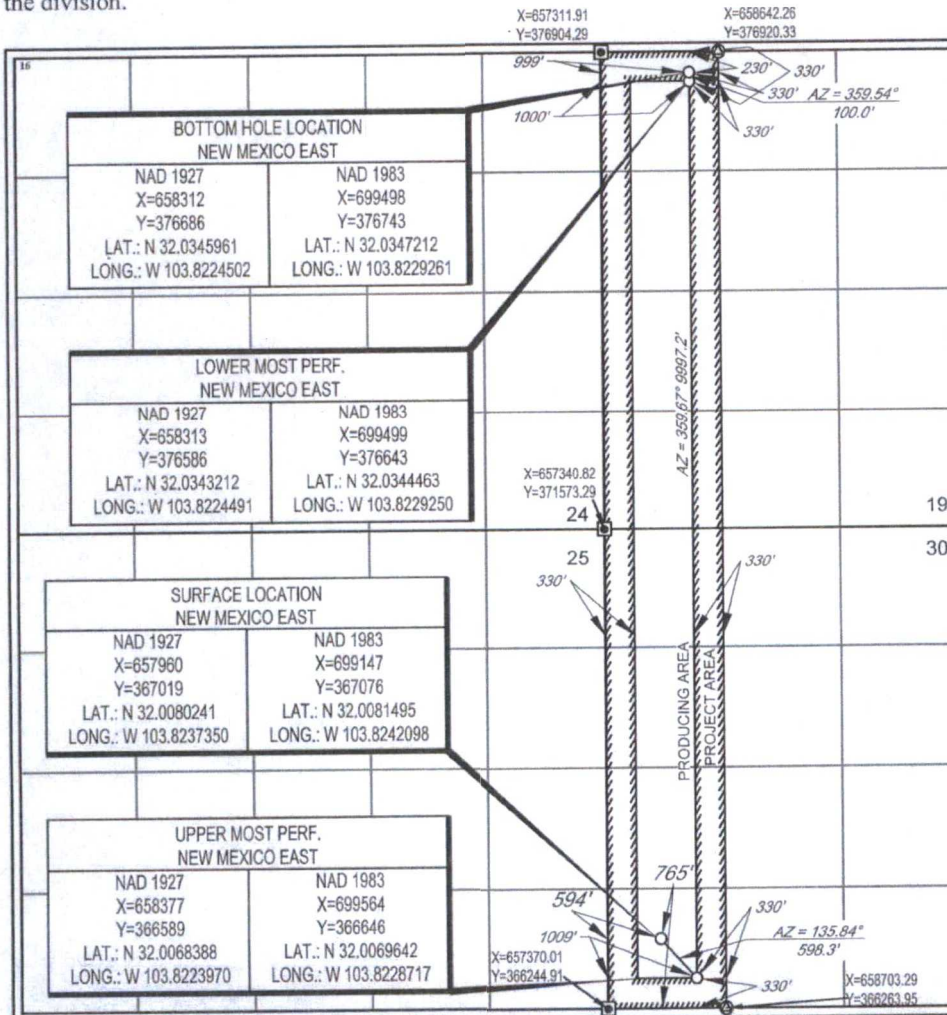 the division.
X=657311.91
Y=376904.29
X=658642.26
Y=376920.33
16
999'
230'
330'
1000'
330'
AZ = 359.54°
100.0'
330'
BOTTOM HOLE LOCATION
NEW MEXICO EAST
NAD 1927
X=658312
Y=376686
LAT.: N 32.0345961
LONG.: W 103.8224502
NAD 1983
X=699498
Y=376743
LAT.: N 32.0347212
LONG.: W 103.8229261
LOWER MOST PERF.
NEW MEXICO EAST
NAD 1927
X=658313
Y=376586
LAT.: N 32.0343212
LONG.: W 103.8224491
NAD 1983
X=699499
Y=376643
LAT.: N 32.0344463
LONG.: W 103.8229250
AZ = 359.67° 9997.2'
X=657340.82
Y=371573.29
24
19
25
30
330'
330'
SURFACE LOCATION
NEW MEXICO EAST
NAD 1927
X=657960
Y=367019
LAT.: N 32.0080241
LONG.: W 103.8237350
NAD 1983
X=699147
Y=367076
LAT.: N 32.0081495
LONG.: W 103.8242098
PRODUCING AREA
PROJECT AREA
UPPER MOST PERF.
NEW MEXICO EAST
NAD 1927
X=658377
Y=366589
LAT.: N 32.0068388
LONG.: W 103.8223970
NAD 1983
X=699564
Y=366646
LAT.: N 32.0069642
LONG.: W 103.8228717
765'
594'
330'
1009'
AZ = 135.84°
598.3'
X=657370.01
Y=366244.91
330'
X=658703.29
Y=366263.95